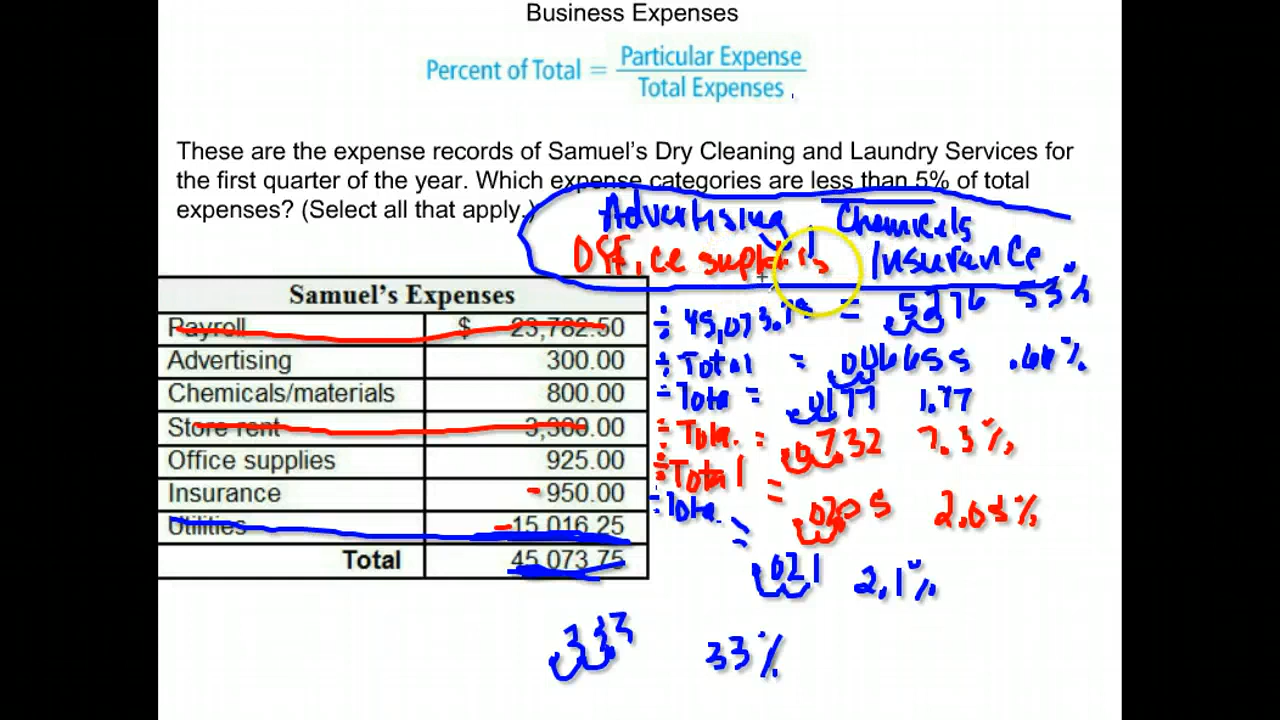 Business Expenses
Percent of Total = Particular Expense
Total Expenses
These are the expense records of Samuel's Dry Cleaning and Laundry Services for
the first quarter of the year. Which expense categories are less than 5% of total
expenses? (Select all that apply.)
Advertising, Chemicals
Office supplies Insurance
Samuel's Expenses
Payroll $ 23,782.50 ÷ 45,073.75 = .5276 53%
Advertising 300.00 ÷ Total = .006655 .66%
Chemicals/materials 800.00 ÷ Total = .0177 1.77
Store rent 3,300.00 ÷ Total = .0732 7.3%
Office supplies 925.00 ÷ Total = .0205 2.05%
Insurance 950.00 ÷ Total = .021 2.1%
Utilities 15,016.25
Total 45,073.75
.333 33%